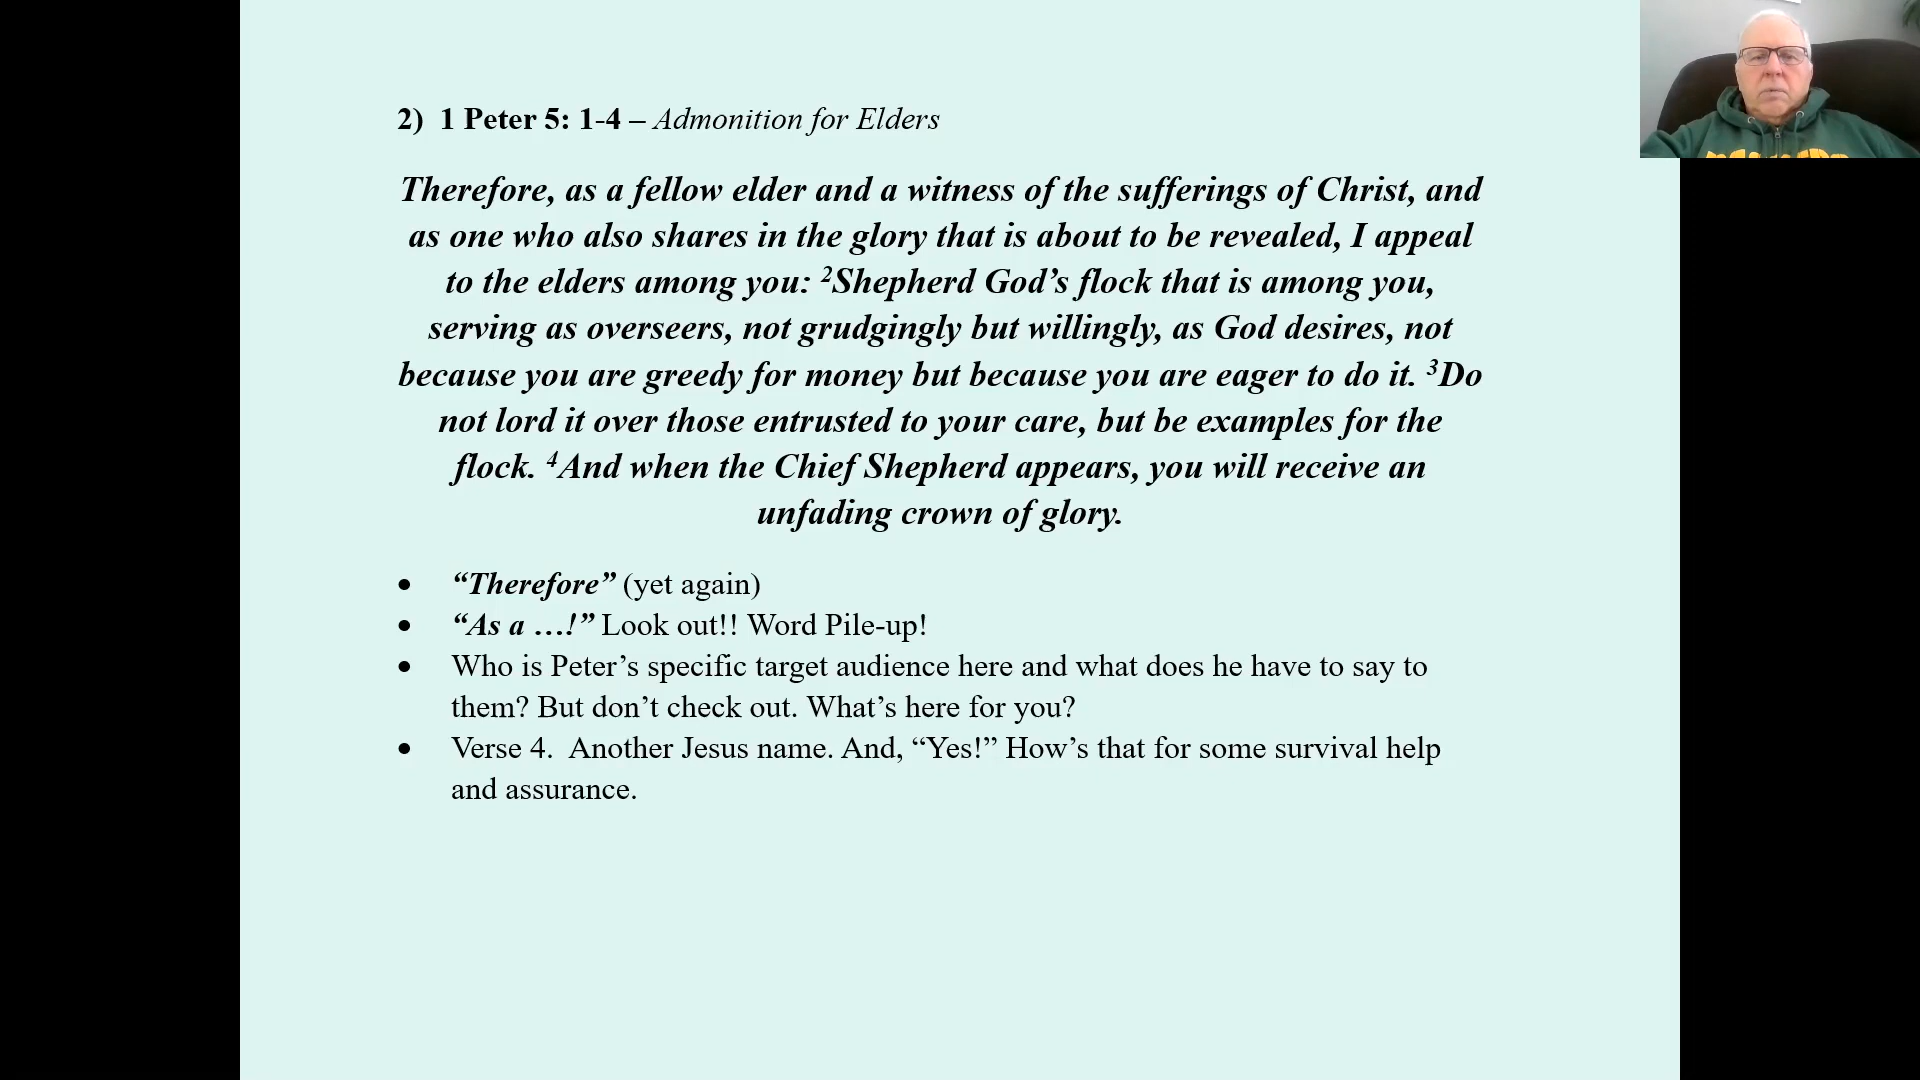 2)  1 Peter 5: 1-4 – Admonition for Elders
Therefore, as a fellow elder and a witness of the sufferings of Christ, and
as one who also shares in the glory that is about to be revealed, I appeal
to the elders among you: ²Shepherd God’s flock that is among you,
serving as overseers, not grudgingly but willingly, as God desires, not
because you are greedy for money but because you are eager to do it. ³Do
not lord it over those entrusted to your care, but be examples for the
flock. ⁴And when the Chief Shepherd appears, you will receive an
unfading crown of glory.
• “Therefore” (yet again)
• “As a …!” Look out!! Word Pile-up!
• Who is Peter’s specific target audience here and what does he have to say to
them? But don’t check out. What’s here for you?
• Verse 4.  Another Jesus name. And, “Yes!” How’s that for some survival help
and assurance.